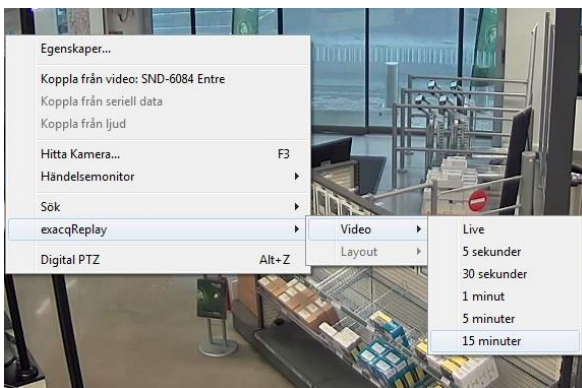 Egenskaper...
Koppla från video: SND-6084 Entre
Koppla från seriell data
Koppla från ljud
Hitta Kamera... F3
Händelsemonitor
Sök
exacqReplay
Digital PTZ Alt+Z
Video
Layout
Live
5 sekunder
30 sekunder
1 minut
5 minuter
15 minuter